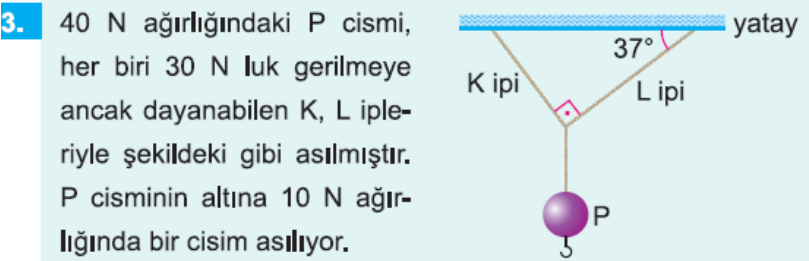 3. 40 N ağırlığındaki P cismi,
her biri 30 N luk gerilmeye
ancak dayanabilen K, L iple-
riyle şekildeki gibi asılmıştır.
P cisminin altına 10 N ağır-
lığında bir cisim asılıyor.
yatay
37°
K ipi
L ipi
P